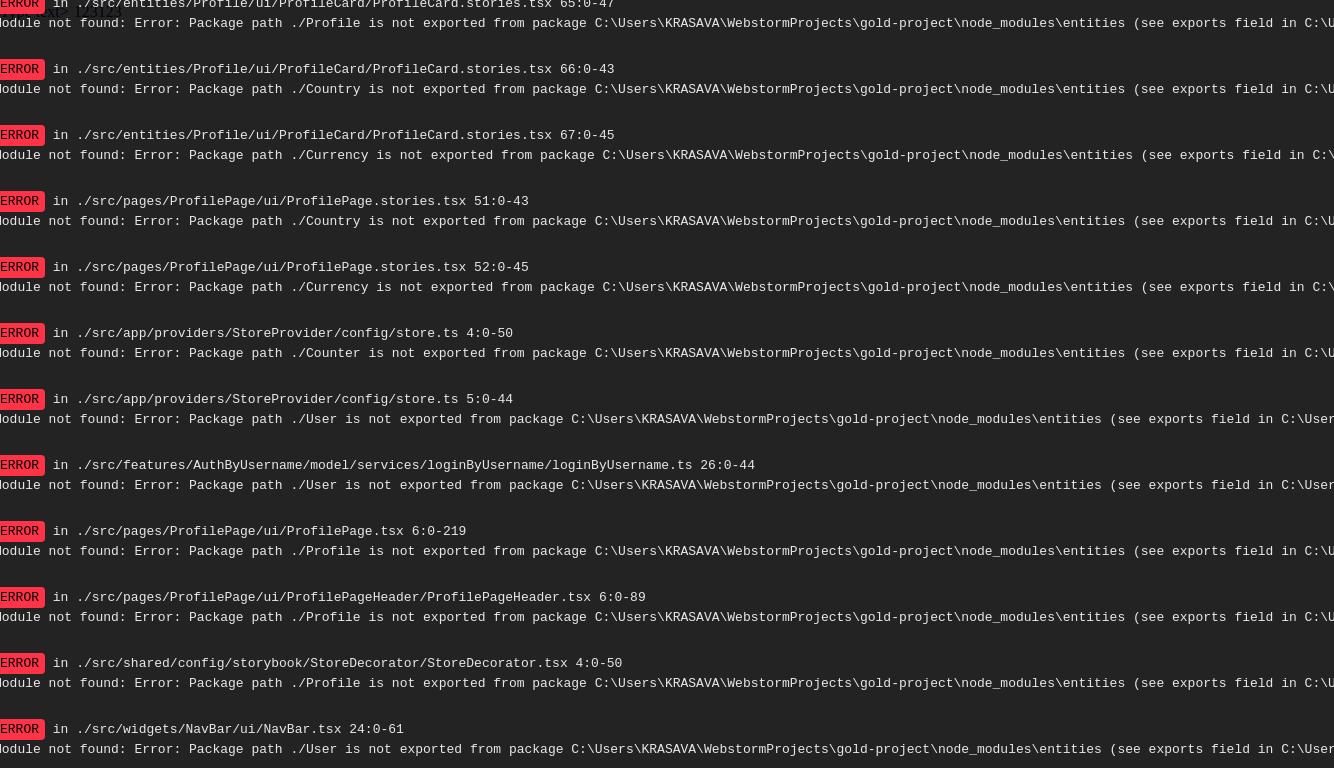 ERROR in ./src/entities/Profile/ui/ProfileCard/ProfileCard.stories.tsx 65:0-47
Module not found: Error: Package path ./Profile is not exported from package C:\Users\KRASAVA\WebstormProjects\gold-project\node_modules\entities (see exports field in C:\U
ERROR in ./src/entities/Profile/ui/ProfileCard/ProfileCard.stories.tsx 66:0-43
Module not found: Error: Package path ./Country is not exported from package C:\Users\KRASAVA\WebstormProjects\gold-project\node_modules\entities (see exports field in C:\U
ERROR in ./src/entities/Profile/ui/ProfileCard/ProfileCard.stories.tsx 67:0-45
Module not found: Error: Package path ./Currency is not exported from package C:\Users\KRASAVA\WebstormProjects\gold-project\node_modules\entities (see exports field in C:\
ERROR in ./src/pages/ProfilePage/ui/ProfilePage.stories.tsx 51:0-43
Module not found: Error: Package path ./Country is not exported from package C:\Users\KRASAVA\WebstormProjects\gold-project\node_modules\entities (see exports field in C:\U
ERROR in ./src/pages/ProfilePage/ui/ProfilePage.stories.tsx 52:0-45
Module not found: Error: Package path ./Currency is not exported from package C:\Users\KRASAVA\WebstormProjects\gold-project\node_modules\entities (see exports field in C:\
ERROR in ./src/app/providers/StoreProvider/config/store.ts 4:0-50
Module not found: Error: Package path ./Counter is not exported from package C:\Users\KRASAVA\WebstormProjects\gold-project\node_modules\entities (see exports field in C:\U
ERROR in ./src/app/providers/StoreProvider/config/store.ts 5:0-44
Module not found: Error: Package path ./User is not exported from package C:\Users\KRASAVA\WebstormProjects\gold-project\node_modules\entities (see exports field in C:\User
ERROR in ./src/features/AuthByUsername/model/services/loginByUsername/loginByUsername.ts 26:0-44
Module not found: Error: Package path ./User is not exported from package C:\Users\KRASAVA\WebstormProjects\gold-project\node_modules\entities (see exports field in C:\User
ERROR in ./src/pages/ProfilePage/ui/ProfilePage.tsx 6:0-219
Module not found: Error: Package path ./Profile is not exported from package C:\Users\KRASAVA\WebstormProjects\gold-project\node_modules\entities (see exports field in C:\U
ERROR in ./src/pages/ProfilePage/ui/ProfilePageHeader/ProfilePageHeader.tsx 6:0-89
Module not found: Error: Package path ./Profile is not exported from package C:\Users\KRASAVA\WebstormProjects\gold-project\node_modules\entities (see exports field in C:\U
ERROR in ./src/shared/config/storybook/StoreDecorator/StoreDecorator.tsx 4:0-50
Module not found: Error: Package path ./Profile is not exported from package C:\Users\KRASAVA\WebstormProjects\gold-project\node_modules\entities (see exports field in C:\U
ERROR in ./src/widgets/NavBar/ui/NavBar.tsx 24:0-61
Module not found: Error: Package path ./User is not exported from package C:\Users\KRASAVA\WebstormProjects\gold-project\node_modules\entities (see exports field in C:\User